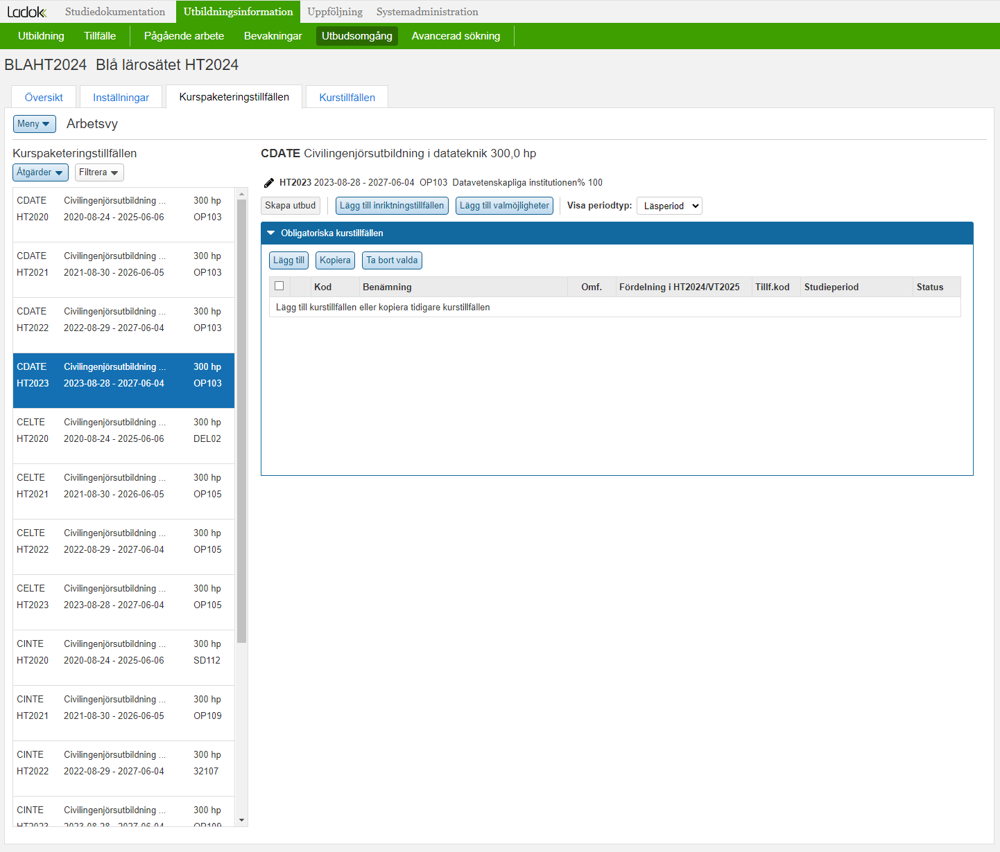 Ladok Studiedokumentation Utbildningsinformation Uppföljning Systemadministration
Utbildning Tillfälle Pågående arbete Bevakningar Utbudsomgång Avancerad sökning
BLAHT2024 Blå lärosätet HT2024
Översikt Inställningar Kurspaketeringstillfällen Kurstillfällen
Meny Arbetsvy
Kurspaketeringstillfällen
Åtgärder Filtrera
CDATE Civilingenjörsutbildning ... 300 hp
HT2020 2020-08-24 - 2025-06-06 OP103
CDATE Civilingenjörsutbildning ... 300 hp
HT2021 2021-08-30 - 2026-06-05 OP103
CDATE Civilingenjörsutbildning ... 300 hp
HT2022 2022-08-29 - 2027-06-04 OP103
CDATE Civilingenjörsutbildning ... 300 hp
HT2023 2023-08-28 - 2027-06-04 OP103
CELTE Civilingenjörsutbildning ... 300 hp
HT2020 2020-08-24 - 2025-06-06 DEL02
CELTE Civilingenjörsutbildning ... 300 hp
HT2021 2021-08-30 - 2026-06-05 OP105
CELTE Civilingenjörsutbildning ... 300 hp
HT2022 2022-08-29 - 2027-06-04 OP105
CELTE Civilingenjörsutbildning ... 300 hp
HT2023 2023-08-28 - 2027-06-04 OP105
CINTE Civilingenjörsutbildning ... 300 hp
HT2020 2020-08-24 - 2025-06-06 SD112
CINTE Civilingenjörsutbildning ... 300 hp
HT2021 2021-08-30 - 2026-06-05 OP109
CINTE Civilingenjörsutbildning ... 300 hp
HT2022 2022-08-29 - 2027-06-04 32107
CINTE Civilingenjörsutbildning ... 300 hp
HT2023 2023-08-28 - 2027-06-04 OP109
CDATE Civilingenjörsutbildning i datateknik 300,0 hp
HT2023 2023-08-28 - 2027-06-04 OP103 Datavetenskapliga institutionen% 100
Skapa utbud Lägg till inriktningstillfällen Lägg till valmöjligheter Visa periodtyp: Läsperiod
Obligatoriska kurstillfällen
Lägg till Kopiera Ta bort valda
Kod Benämning Omf. Fördelning i HT2024/VT2025 Tillf.kod Studieperiod Status
Lägg till kurstillfällen eller kopiera tidigare kurstillfällen